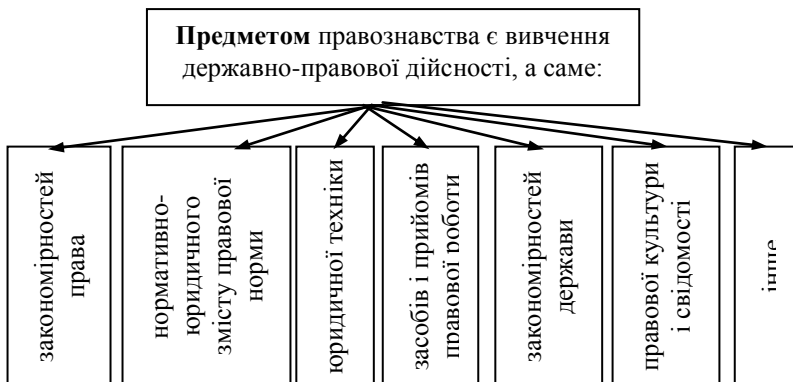 Предметом правознавства є вивчення
державно-правової дійсності, а саме:
закономірностей
права
нормативно-
юридичного
змісту правової
норми
юридичної техніки
засобів і прийомів
правової роботи
закономірностей
держави
правової культури
і свідомості
інше